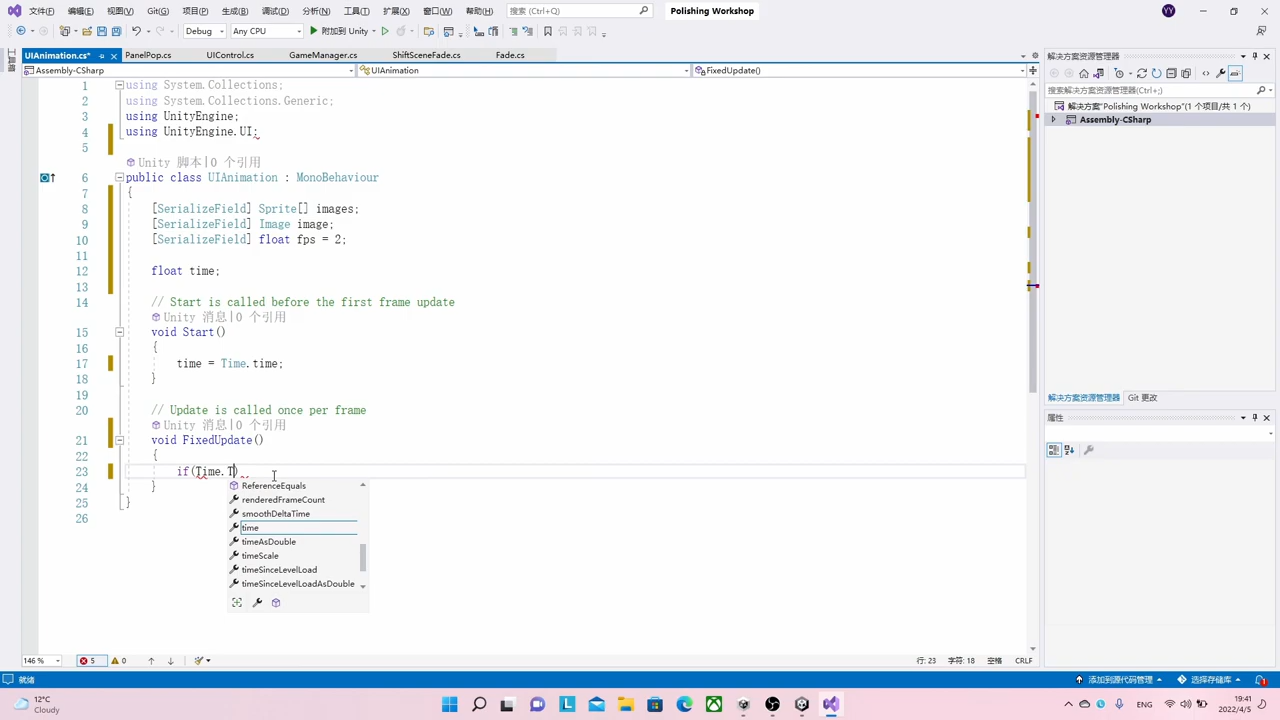 文件(F) 编辑(E) 视图(V) Git(G) 项目(P) 生成(B) 调试(D) 分析(N) 工具(T) 扩展(X) 窗口(W) 帮助(H) 搜索 (Ctrl+Q) Polishing Workshop YY
Debug Any CPU 附加到 Unity
工具箱
UIAnimation.cs* PanelPop.cs UIControl.cs GameManager.cs ShiftSceneFade.cs Fade.cs
Assembly-CSharp UIAnimation FixedUpdate()
1 using System.Collections;
2 using System.Collections.Generic;
3 using UnityEngine;
4 using UnityEngine.UI;
5
Unity 脚本|0 个引用
6 public class UIAnimation : MonoBehaviour
7 {
8 [SerializeField] Sprite[] images;
9 [SerializeField] Image image;
10 [SerializeField] float fps = 2;
11
12 float time;
13
14 // Start is called before the first frame update
Unity 消息|0 个引用
15 void Start()
16 {
17 time = Time.time;
18 }
19
20 // Update is called once per frame
Unity 消息|0 个引用
21 void FixedUpdate()
22 {
23 if(Time.T)
24 }
25 }
26
ReferenceEquals
renderedFrameCount
smoothDeltaTime
time
timeAsDouble
timeScale
timeSinceLevelLoad
timeSinceLevelLoadAsDouble
解决方案资源管理器
搜索解决方案资源管理器(Ctrl+;)
解决方案"Polishing Workshop"(1 个项目/共 1 个)
Assembly-CSharp
解决方案资源管理器 Git 更改
属性
146 % 5 0 行: 23 字符: 18 空格 CRLF
就绪 添加到源代码管理 选择存储库
12°C
Cloudy
ENG
19:41
2022/4/5